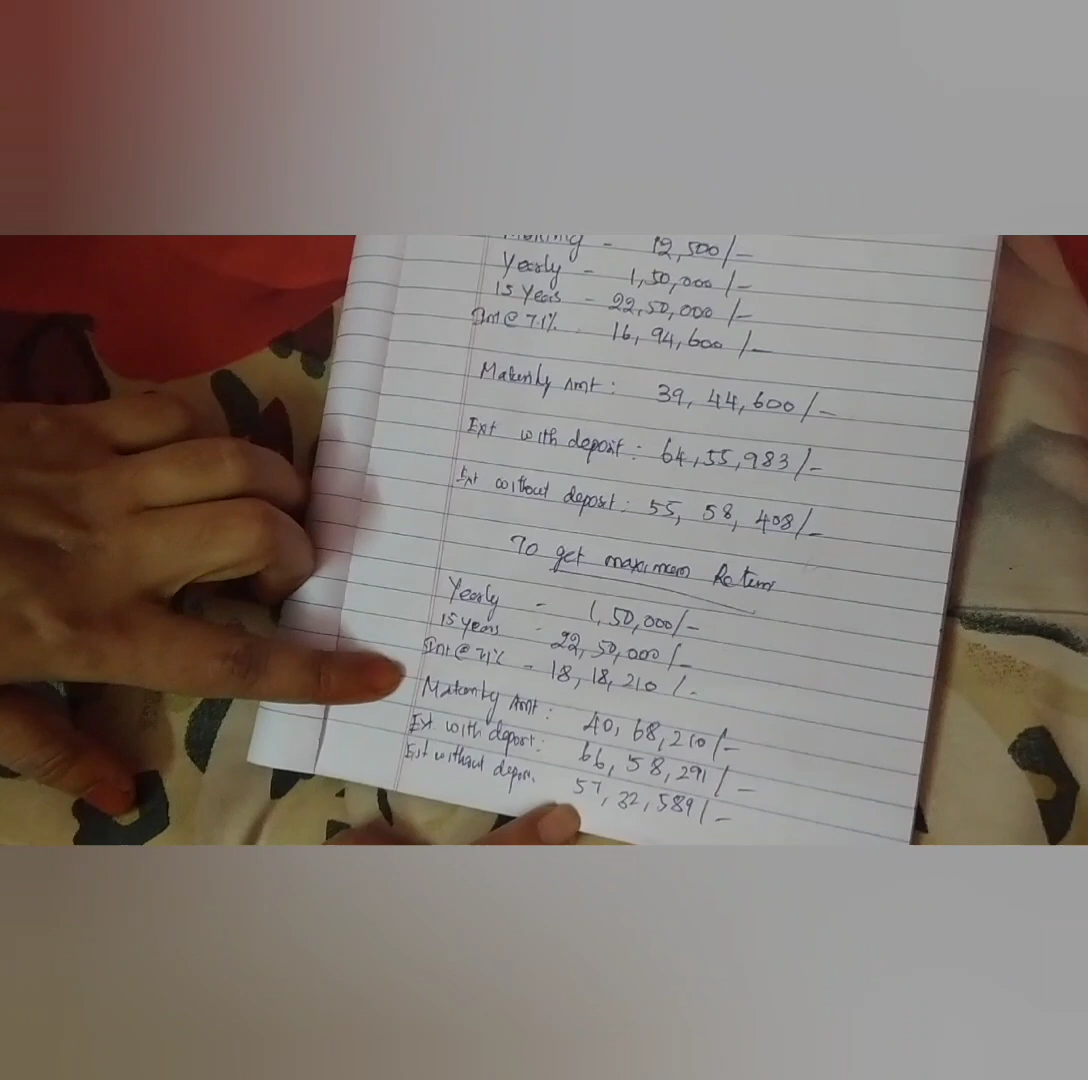 12,500/-
Yearly - 1,50,000/-
15 Years - 22,50,000/-
Int@ 7.1% - 16,94,600/-
Maturity Amt: 39,44,600/-
Ext with deposit: 64,55,983/-
Ext without deposit: 55,58,408/-
To get maximum Return
Yearly - 1,50,000/-
15 years - 22,50,000/-
Int@ 7.1% - 18,18,210/-
Maturity Amt: 40,68,210/-
Ext with deposit: 66,58,291/-
Ext without 57,32,589/-